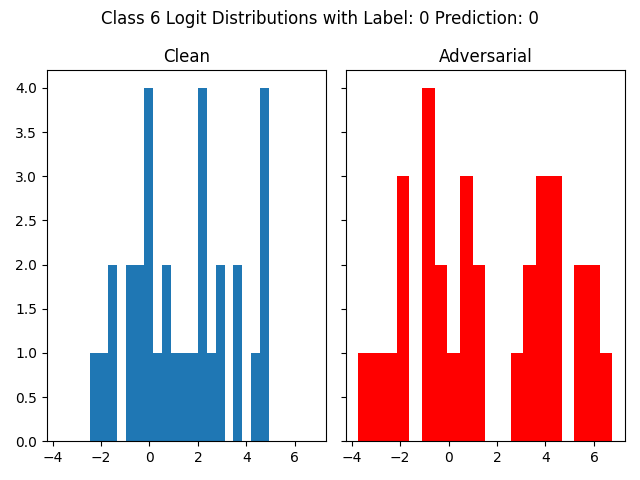 Class 6 Logit Distributions with Label: 0 Prediction: 0
Clean
Adversarial
4.0
3.5
3.0
2.5
2.0
1.5
1.0
0.5
0.0
−4 −2 0 2 4 6
−4 −2 0 2 4 6